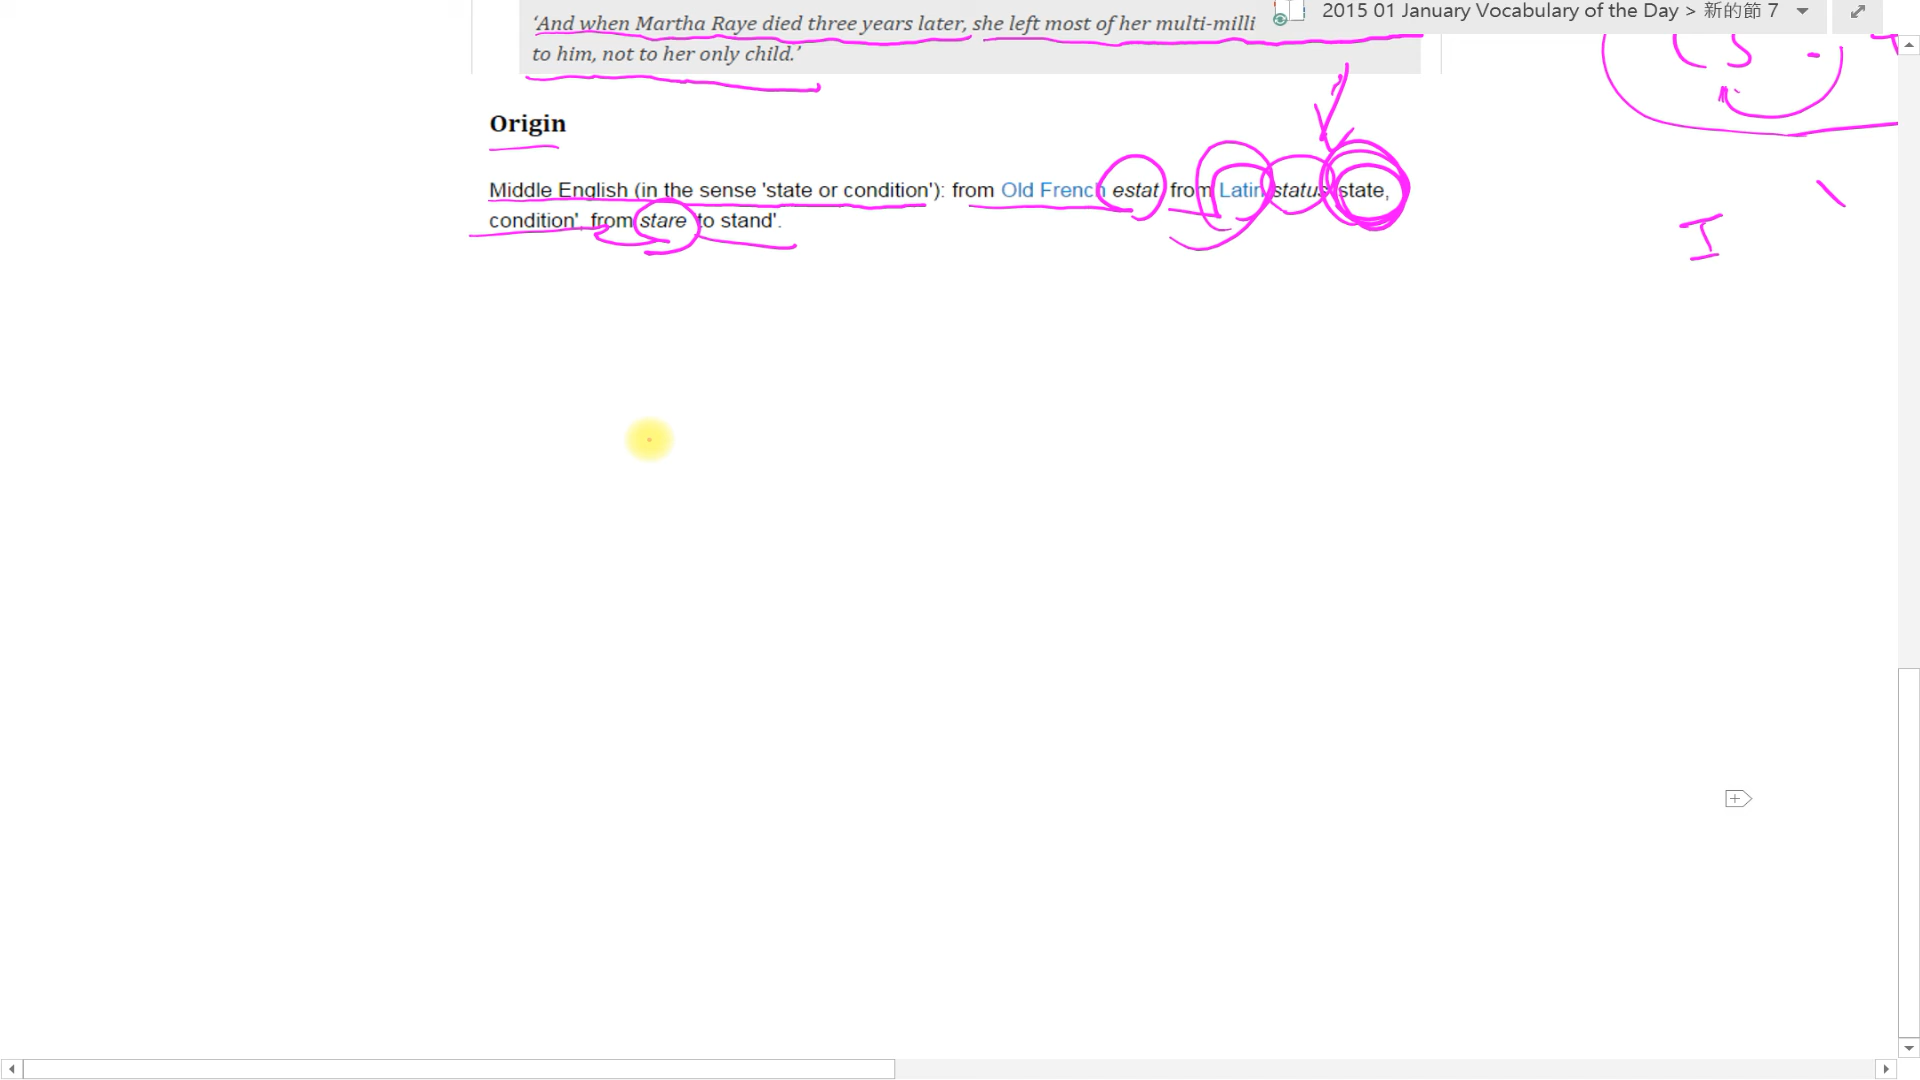 ‘And when Martha Raye died three years later, she left most of her multi-milli
2015 01 January Vocabulary of the Day > 新的節 7
to him, not to her only child.’
Origin
Middle English (in the sense 'state or condition'): from Old French estat from Latin status 'state,
condition', from stare 'to stand'.
I